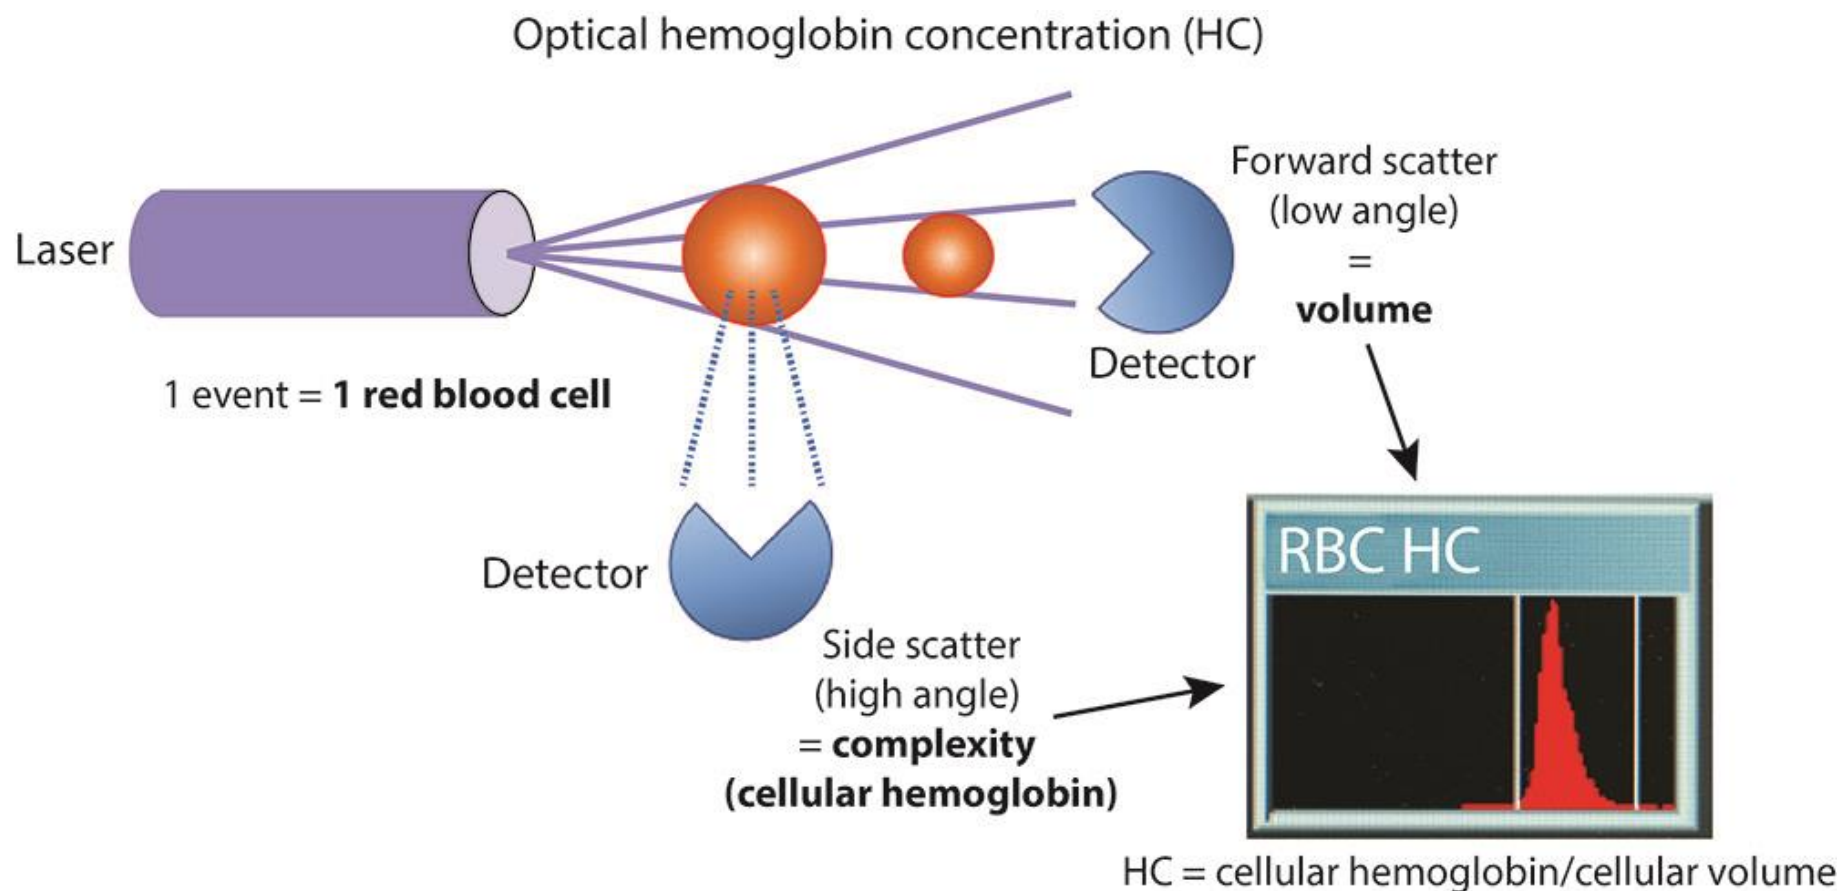 Optical hemoglobin concentration (HC)
Laser
1 event = 1 red blood cell
Forward scatter
(low angle)
=
volume
Detector
Detector
Side scatter
(high angle)
= complexity
(cellular hemoglobin)
RBC HC
HC = cellular hemoglobin/cellular volume